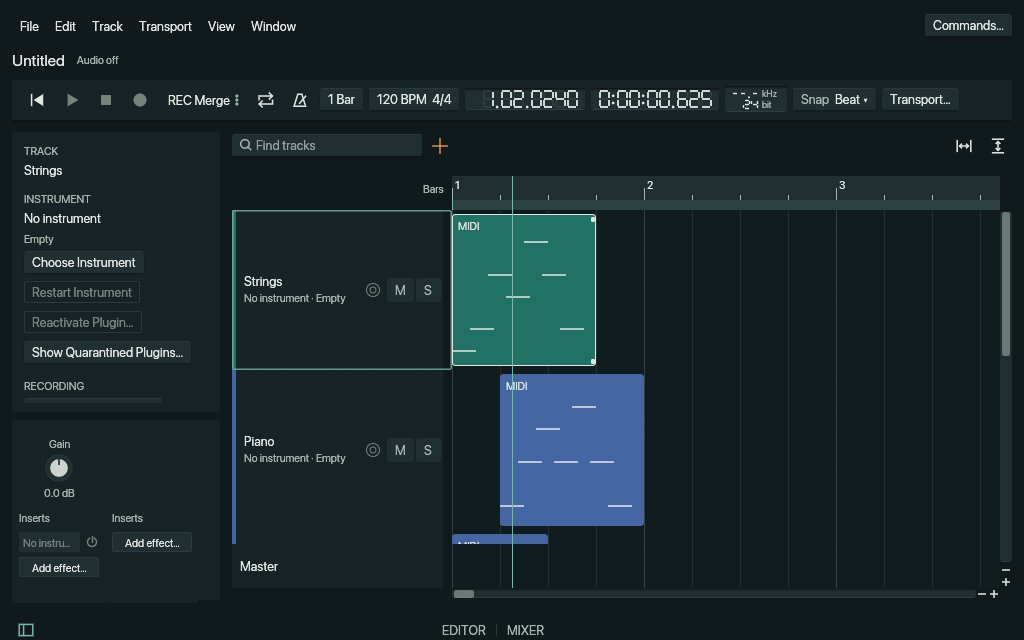 File Edit Track Transport View Window Commands...
Untitled Audio off
REC Merge 1 Bar 120 BPM 4/4 1.02.0240 0:00:00.625 --.- kHz -- bit Snap Beat Transport...
TRACK
Strings
INSTRUMENT
No instrument
Empty
Choose Instrument
Restart Instrument
Reactivate Plugin...
Show Quarantined Plugins...
RECORDING
Gain
0.0 dB
Inserts Inserts
No instru... Add effect...
Add effect...
Find tracks
Bars 1 2 3
Strings
No instrument · Empty
M S
MIDI
Piano
No instrument · Empty
M S
MIDI
MIDI
Master
EDITOR MIXER